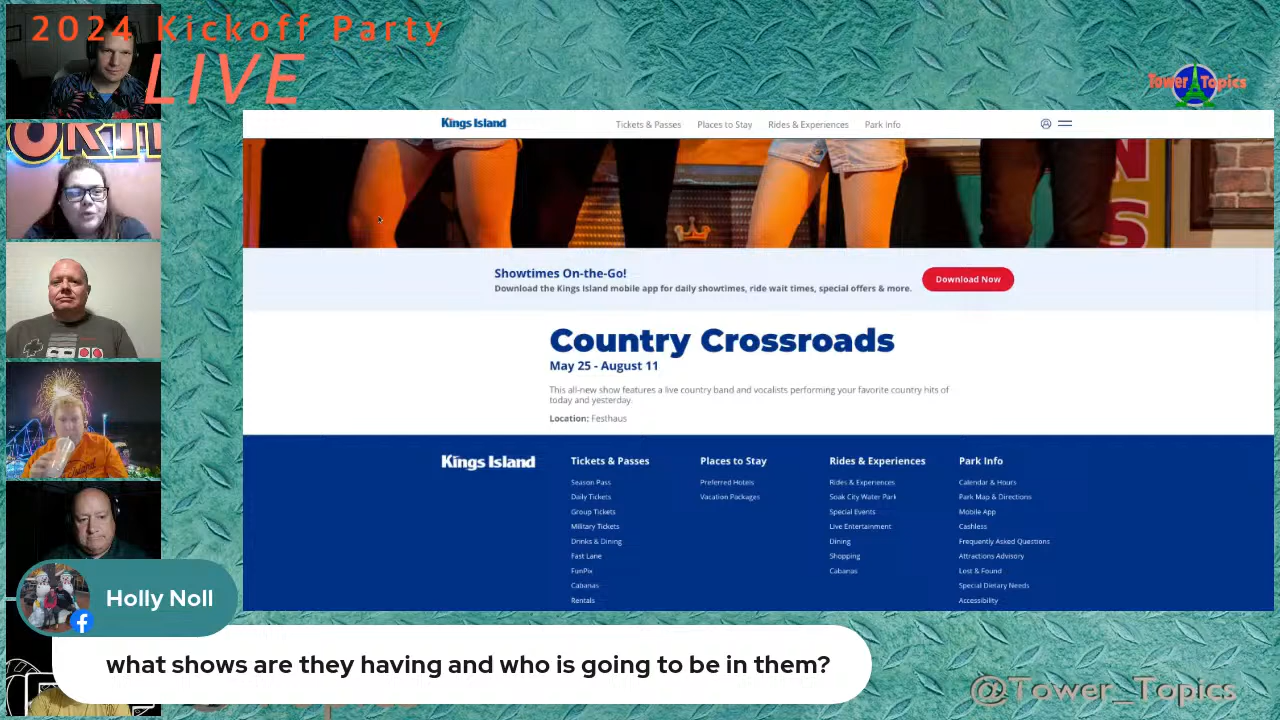 2024 Kickoff Party
LIVE
Tower Topics
Kings Island
Tickets & Passes
Places to Stay
Rides & Experiences
Park Info
Showtimes On-the-Go!
Download the Kings Island mobile app for daily showtimes, ride wait times, special offers & more.
Download Now
Country Crossroads
May 25 - August 11
This all-new show features a live country band and vocalists performing your favorite country hits of
today and yesterday.
Location: Festhaus
Kings Island
Tickets & Passes
Season Pass
Daily Tickets
Group Tickets
Military Tickets
Drinks & Dining
Fast Lane
FunPix
Cabanas
Rentals
Places to Stay
Preferred Hotels
Vacation Packages
Rides & Experiences
Rides & Experiences
Soak City Water Park
Special Events
Live Entertainment
Dining
Shopping
Cabanas
Park Info
Calendar & Hours
Park Map & Directions
Mobile App
Cashless
Frequently Asked Questions
Attractions Advisory
Lost & Found
Special Dietary Needs
Accessibility
Holly Noll
what shows are they having and who is going to be in them?
@Tower_Topics